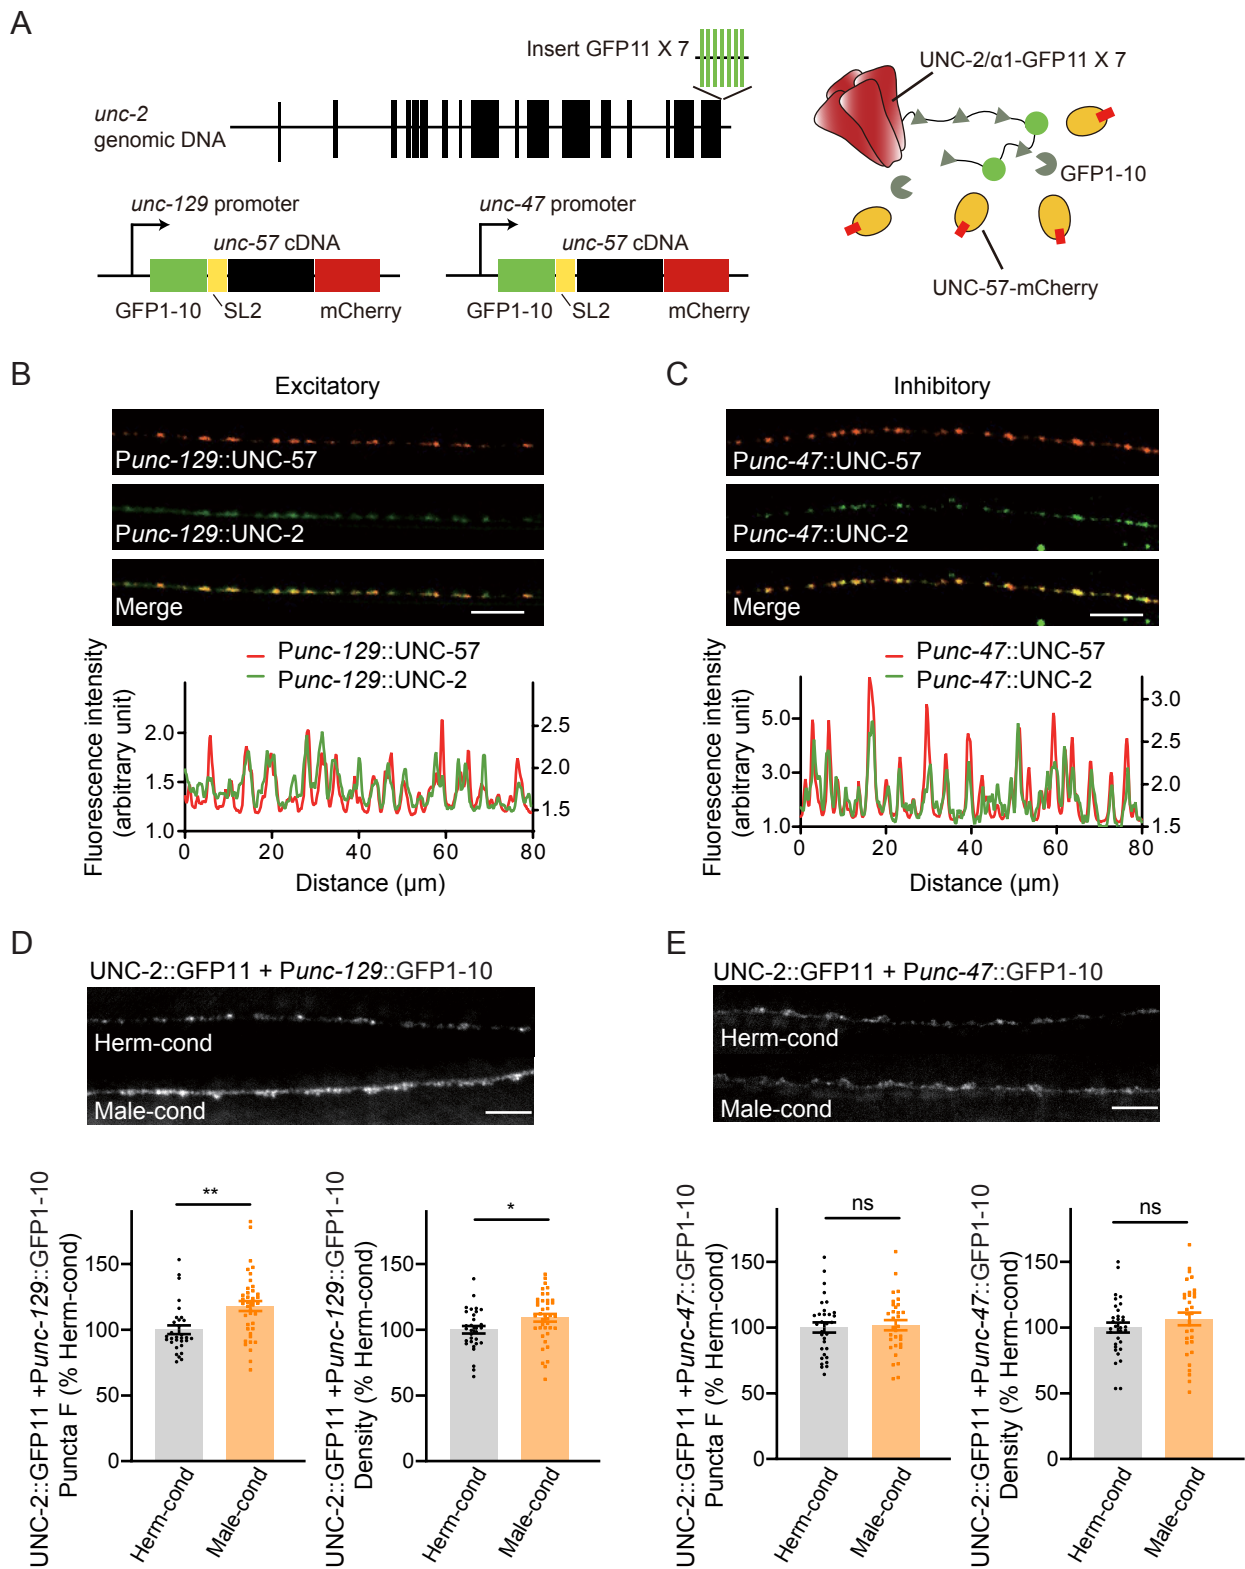 A
Insert GFP11 X 7
unc-2
genomic DNA
UNC-2/α1-GFP11 X 7
GFP1-10
UNC-57-mCherry
unc-129 promoter
unc-57 cDNA
GFP1-10
SL2
mCherry
unc-47 promoter
unc-57 cDNA
GFP1-10
SL2
mCherry
B
Excitatory
Punc-129::UNC-57
Punc-129::UNC-2
Merge
Punc-129::UNC-57
Punc-129::UNC-2
Fluorescence intensity
(arbitrary unit)
2.0
1.5
1.0
2.5
2.0
1.5
0 20 40 60 80
Distance (µm)
C
Inhibitory
Punc-47::UNC-57
Punc-47::UNC-2
Merge
Punc-47::UNC-57
Punc-47::UNC-2
Fluorescence intensity
(arbitrary unit)
5.0
3.0
1.0
3.0
2.5
2.0
1.5
0 20 40 60 80
Distance (µm)
D
UNC-2::GFP11 + Punc-129::GFP1-10
Herm-cond
Male-cond
UNC-2::GFP11 +Punc-129::GFP1-10
Puncta F (% Herm-cond)
150
100
50
0
**
Herm-cond
Male-cond
UNC-2::GFP11 +Punc-129::GFP1-10
Density (% Herm-cond)
150
100
50
0
*
Herm-cond
Male-cond
E
UNC-2::GFP11 + Punc-47::GFP1-10
Herm-cond
Male-cond
UNC-2::GFP11 +Punc-47::GFP1-10
Puncta F (% Herm-cond)
150
100
50
0
ns
Herm-cond
Male-cond
UNC-2::GFP11 +Punc-47::GFP1-10
Density (% Herm-cond)
150
100
50
0
ns
Herm-cond
Male-cond